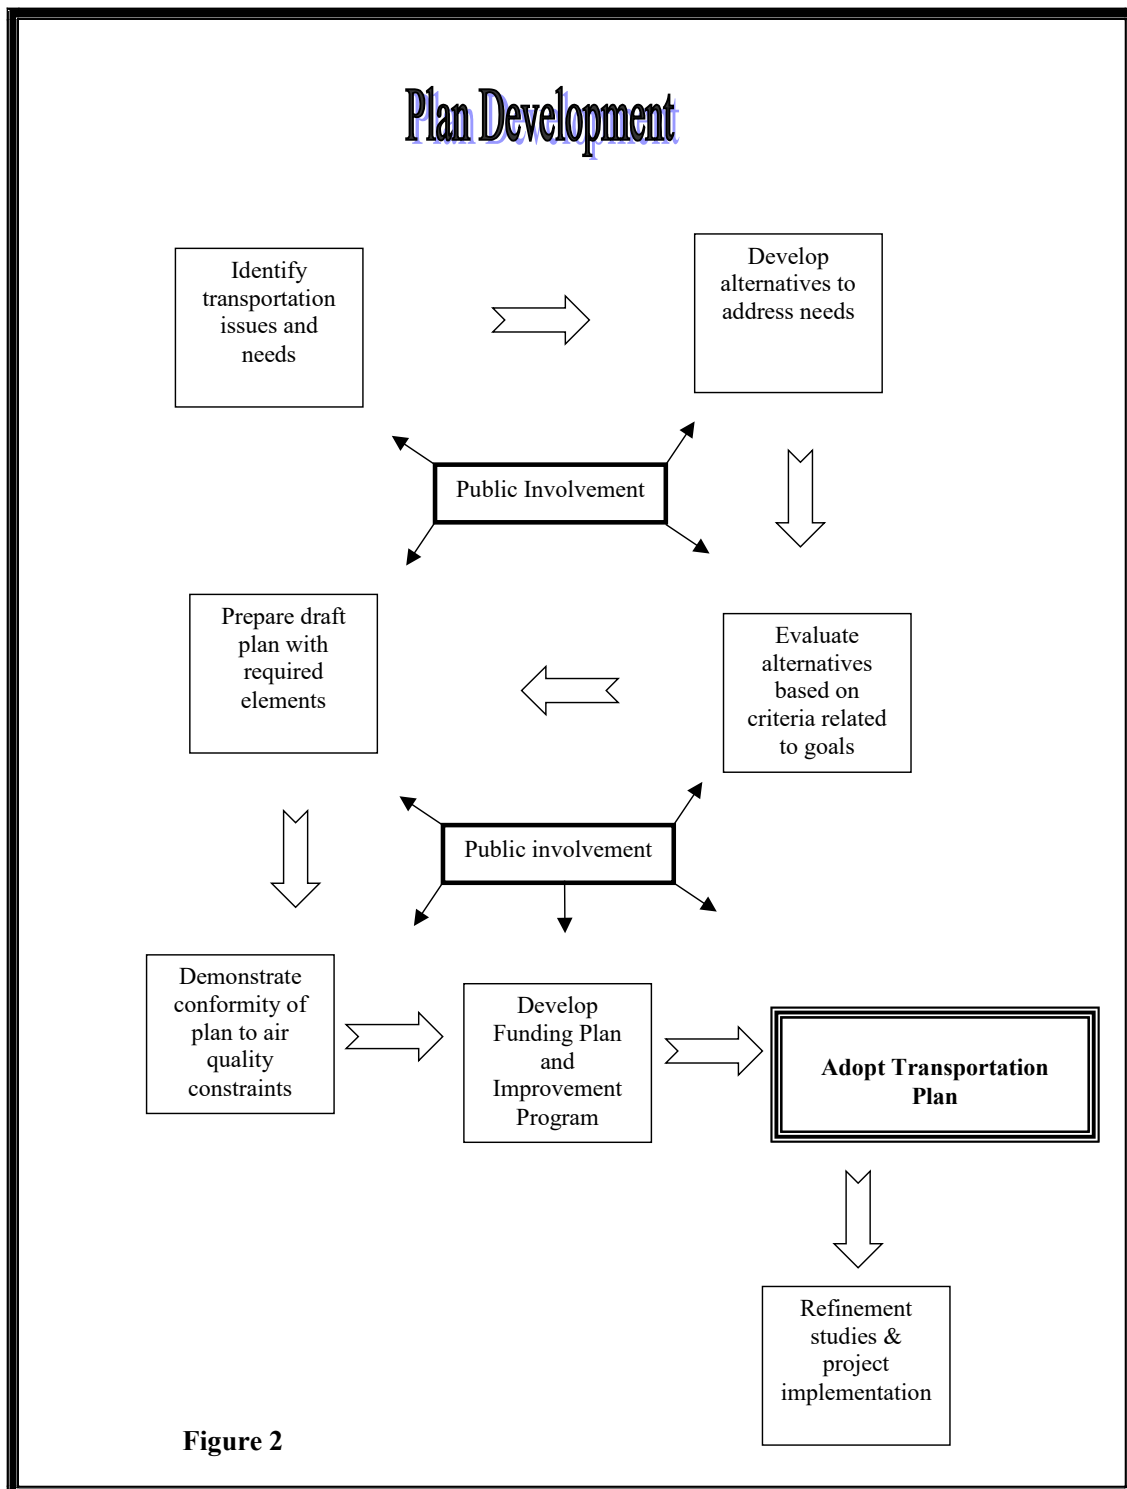 Plan Development
Identify
transportation
issues and
needs
Develop
alternatives to
address needs
Public Involvement
Prepare draft
plan with
required
elements
Evaluate
alternatives
based on
criteria related
to goals
Public involvement
Demonstrate
conformity of
plan to air
quality
constraints
Develop
Funding Plan
and
Improvement
Program
Adopt Transportation
Plan
Refinement
studies &
project
implementation
Figure 2